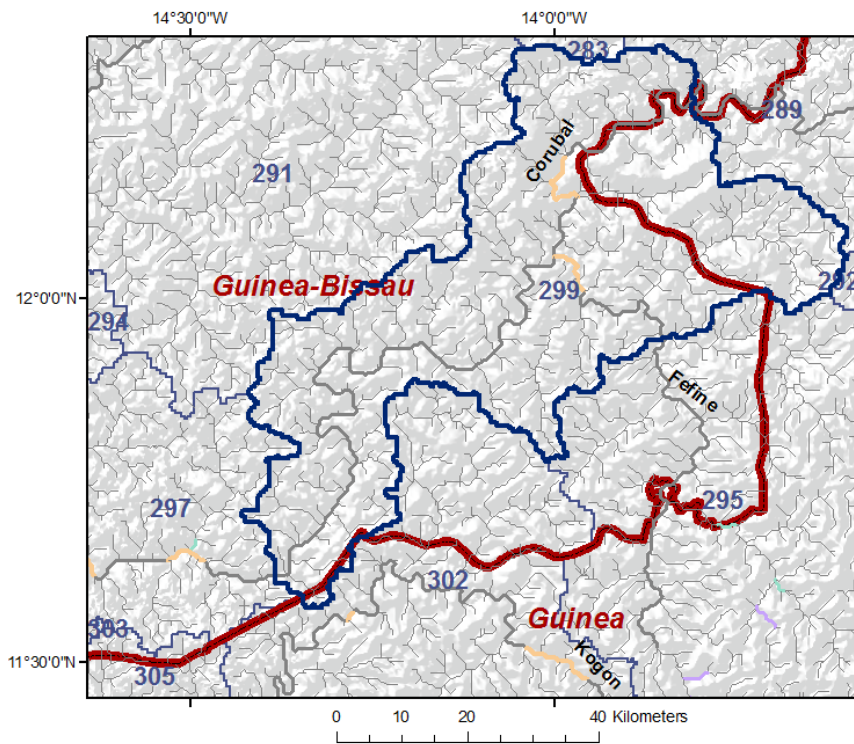 14°30'0"W 14°0'0"W
283
289
Corubal
291
Guinea-Bissau
292
12°0'0"N
299
294
Fefine
295
297
302
Guinea
303
Kogon
11°30'0"N
305
0 10 20 40 Kilometers